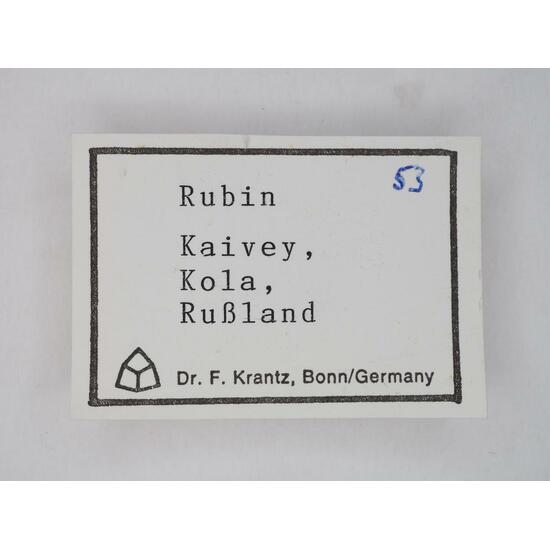 53
Rubin
Kaivey,
Kola,
Rußland
Dr. F. Krantz, Bonn/Germany